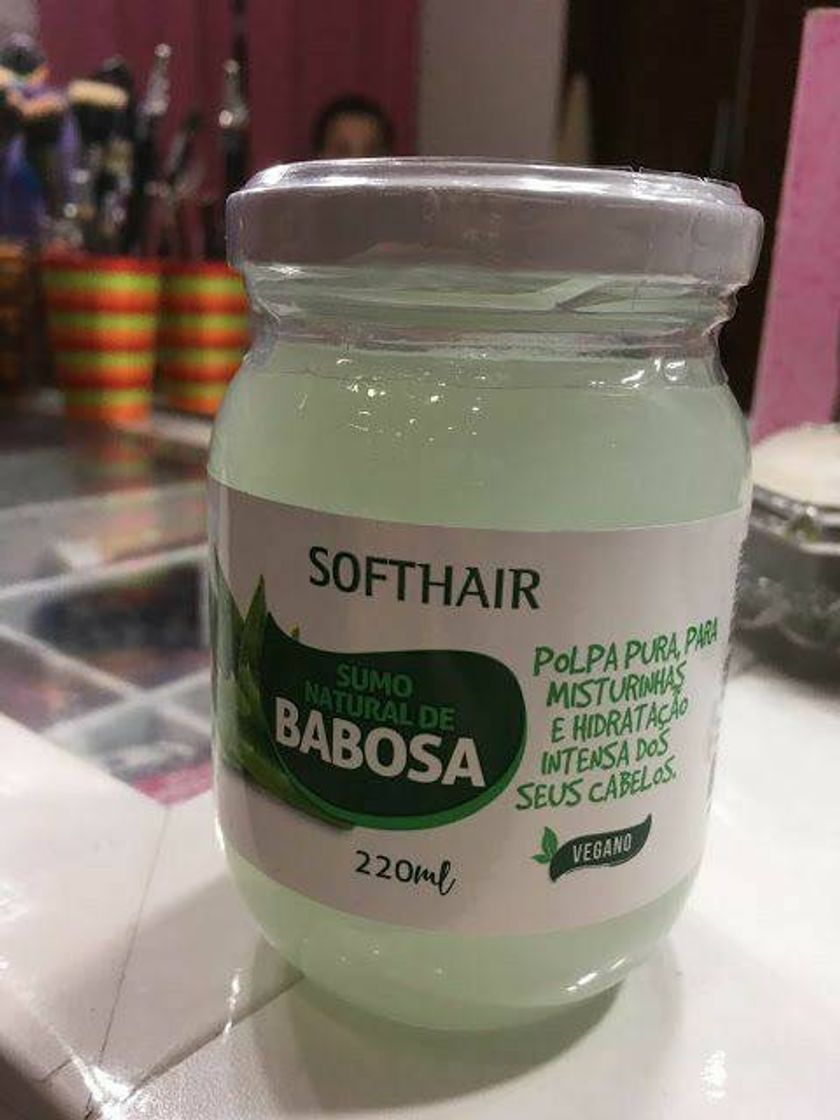 SOFTHAIR
SUMO
NATURAL DE
BABOSA
POLPA PURA, PARA
MISTURINHAS
E HIDRATAÇÃO
INTENSA DOS
SEUS CABELOS.
VEGANO
220ml